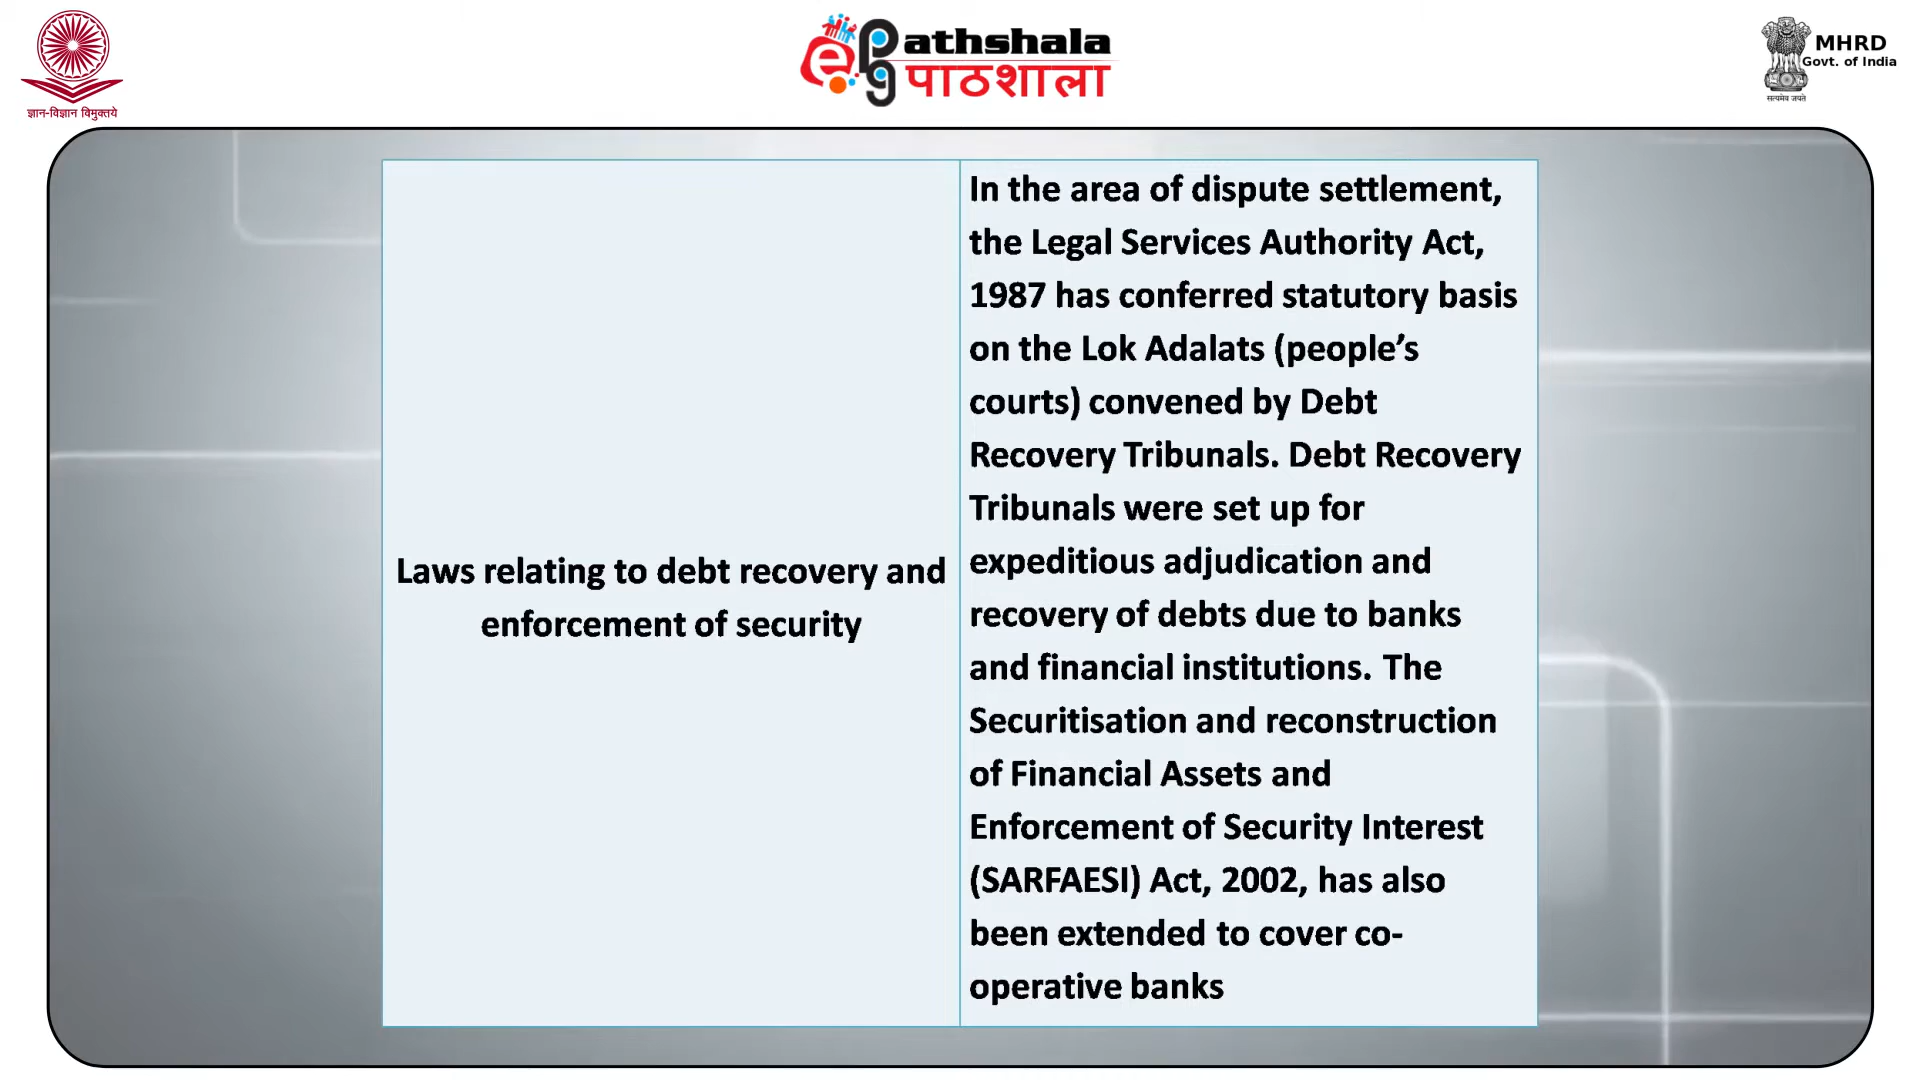 ज्ञान-विज्ञान विमुक्तये
epgathshala
पाठशाला
MHRD
Govt. of India
सत्यमेव जयते
Laws relating to debt recovery and
enforcement of security
In the area of dispute settlement,
the Legal Services Authority Act,
1987 has conferred statutory basis
on the Lok Adalats (people’s
courts) convened by Debt
Recovery Tribunals. Debt Recovery
Tribunals were set up for
expeditious adjudication and
recovery of debts due to banks
and financial institutions. The
Securitisation and reconstruction
of Financial Assets and
Enforcement of Security Interest
(SARFAESI) Act, 2002, has also
been extended to cover co-
operative banks